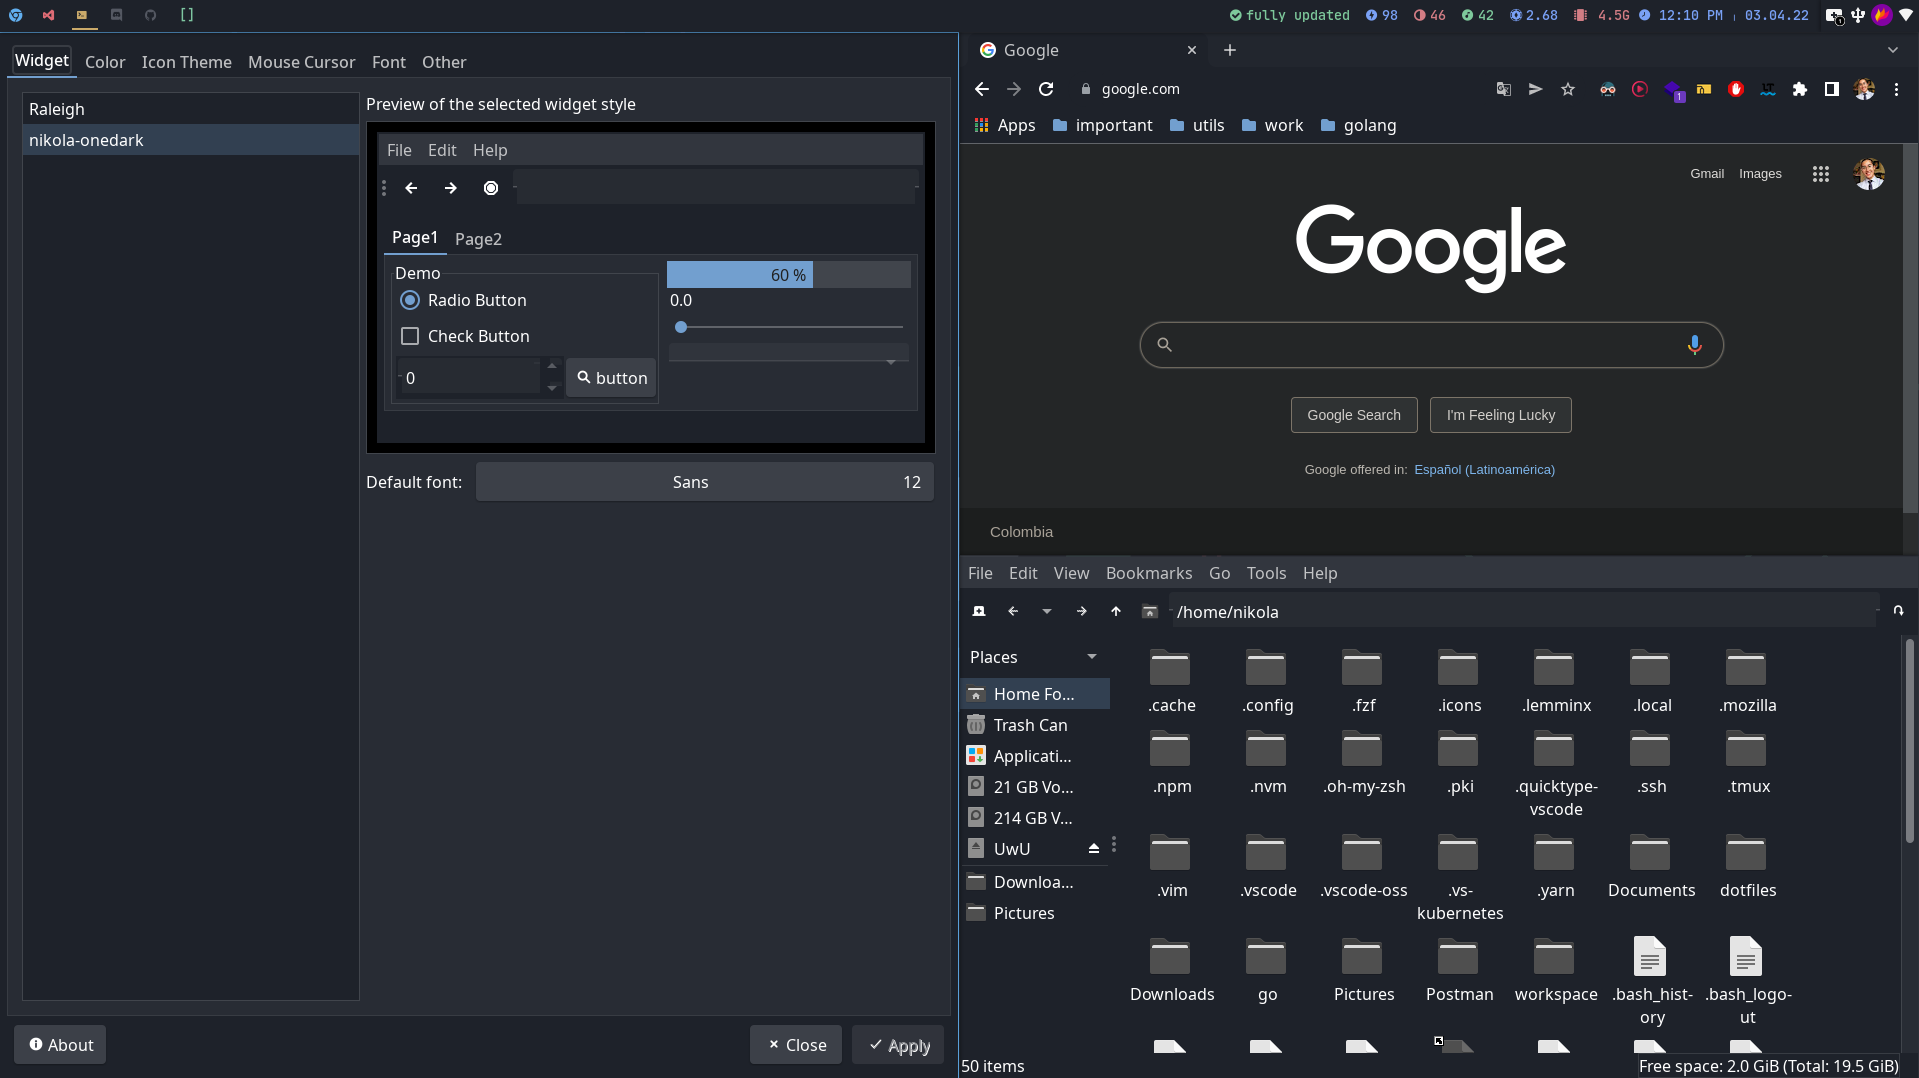 []
fully updated 98 46 42 2.68 4.5G 12:10 PM 03.04.22
Widget Color Icon Theme Mouse Cursor Font Other
Raleigh
nikola-onedark
Preview of the selected widget style
File Edit Help
Page1 Page2
Demo
Radio Button
Check Button
0
button
60 %
0.0
Default font:
Sans 12
About
Close
Apply
Google
google.com
1
Apps important utils work golang
Gmail Images
Google
Google Search I'm Feeling Lucky
Google offered in: Español (Latinoamérica)
Colombia
File Edit View Bookmarks Go Tools Help
/home/nikola
Places
Home Fo...
Trash Can
Applicati...
21 GB Vo...
214 GB V...
UwU
Downloa...
Pictures
.cache .config .fzf .icons .lemminx .local .mozilla
.npm .nvm .oh-my-zsh .pki .quicktype-
vscode
.ssh .tmux
.vim .vscode .vscode-oss .vs-
kubernetes
.yarn Documents dotfiles
Downloads go Pictures Postman workspace .bash_hist-
ory
.bash_logo-
ut
50 items
Free space: 2.0 GiB (Total: 19.5 GiB)